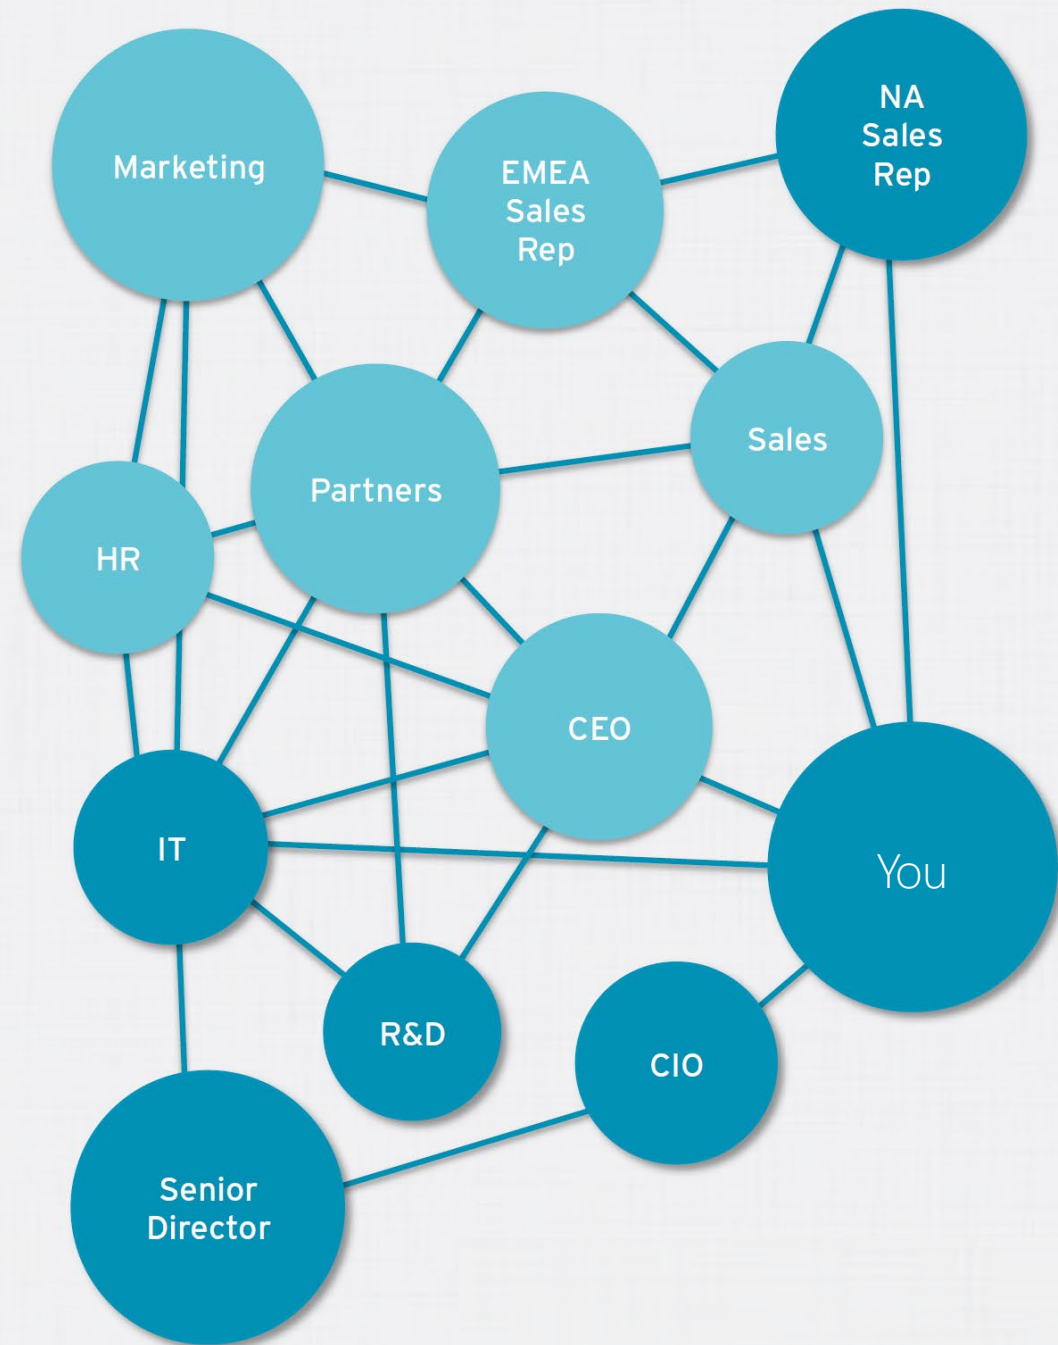 Marketing
EMEA
Sales
Rep
NA
Sales
Rep
Partners
Sales
HR
CEO
IT
You
R&D
CIO
Senior
Director